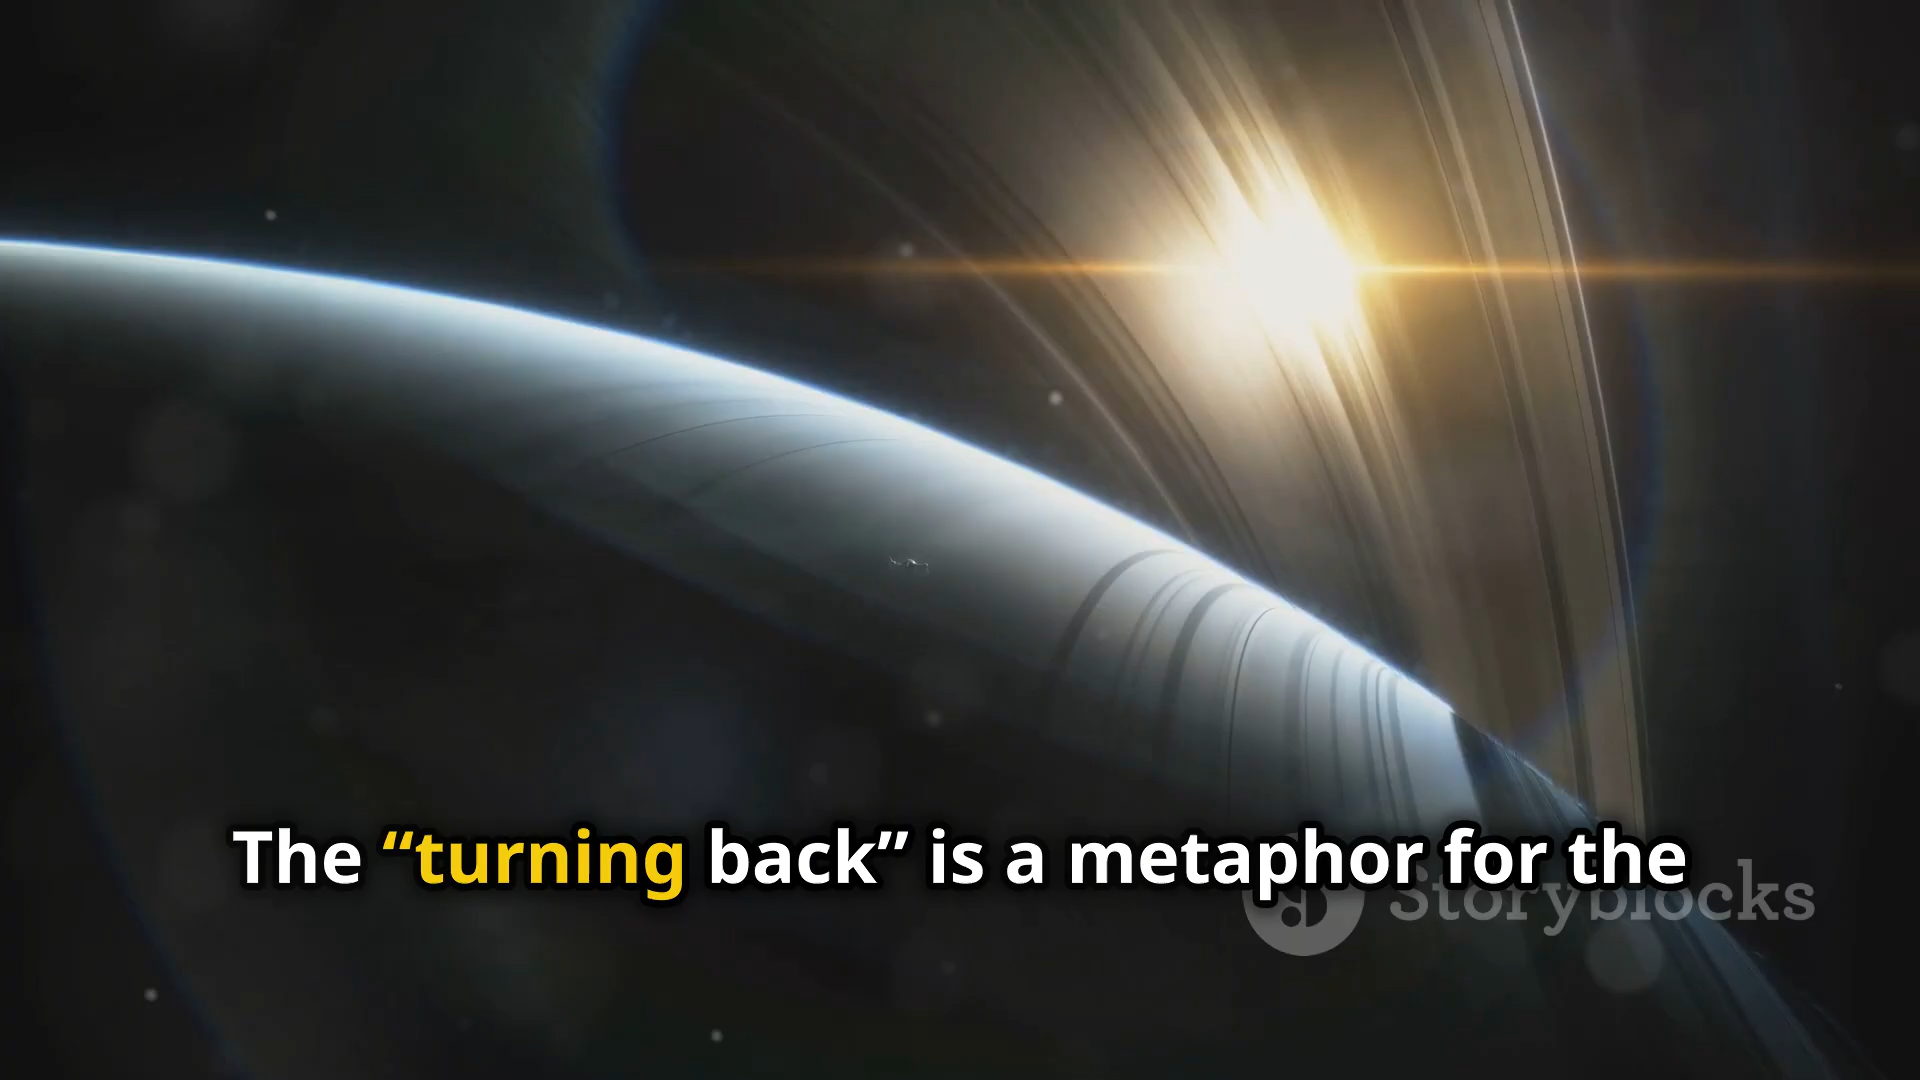 The “turning back” is a metaphor for the
Storyblocks